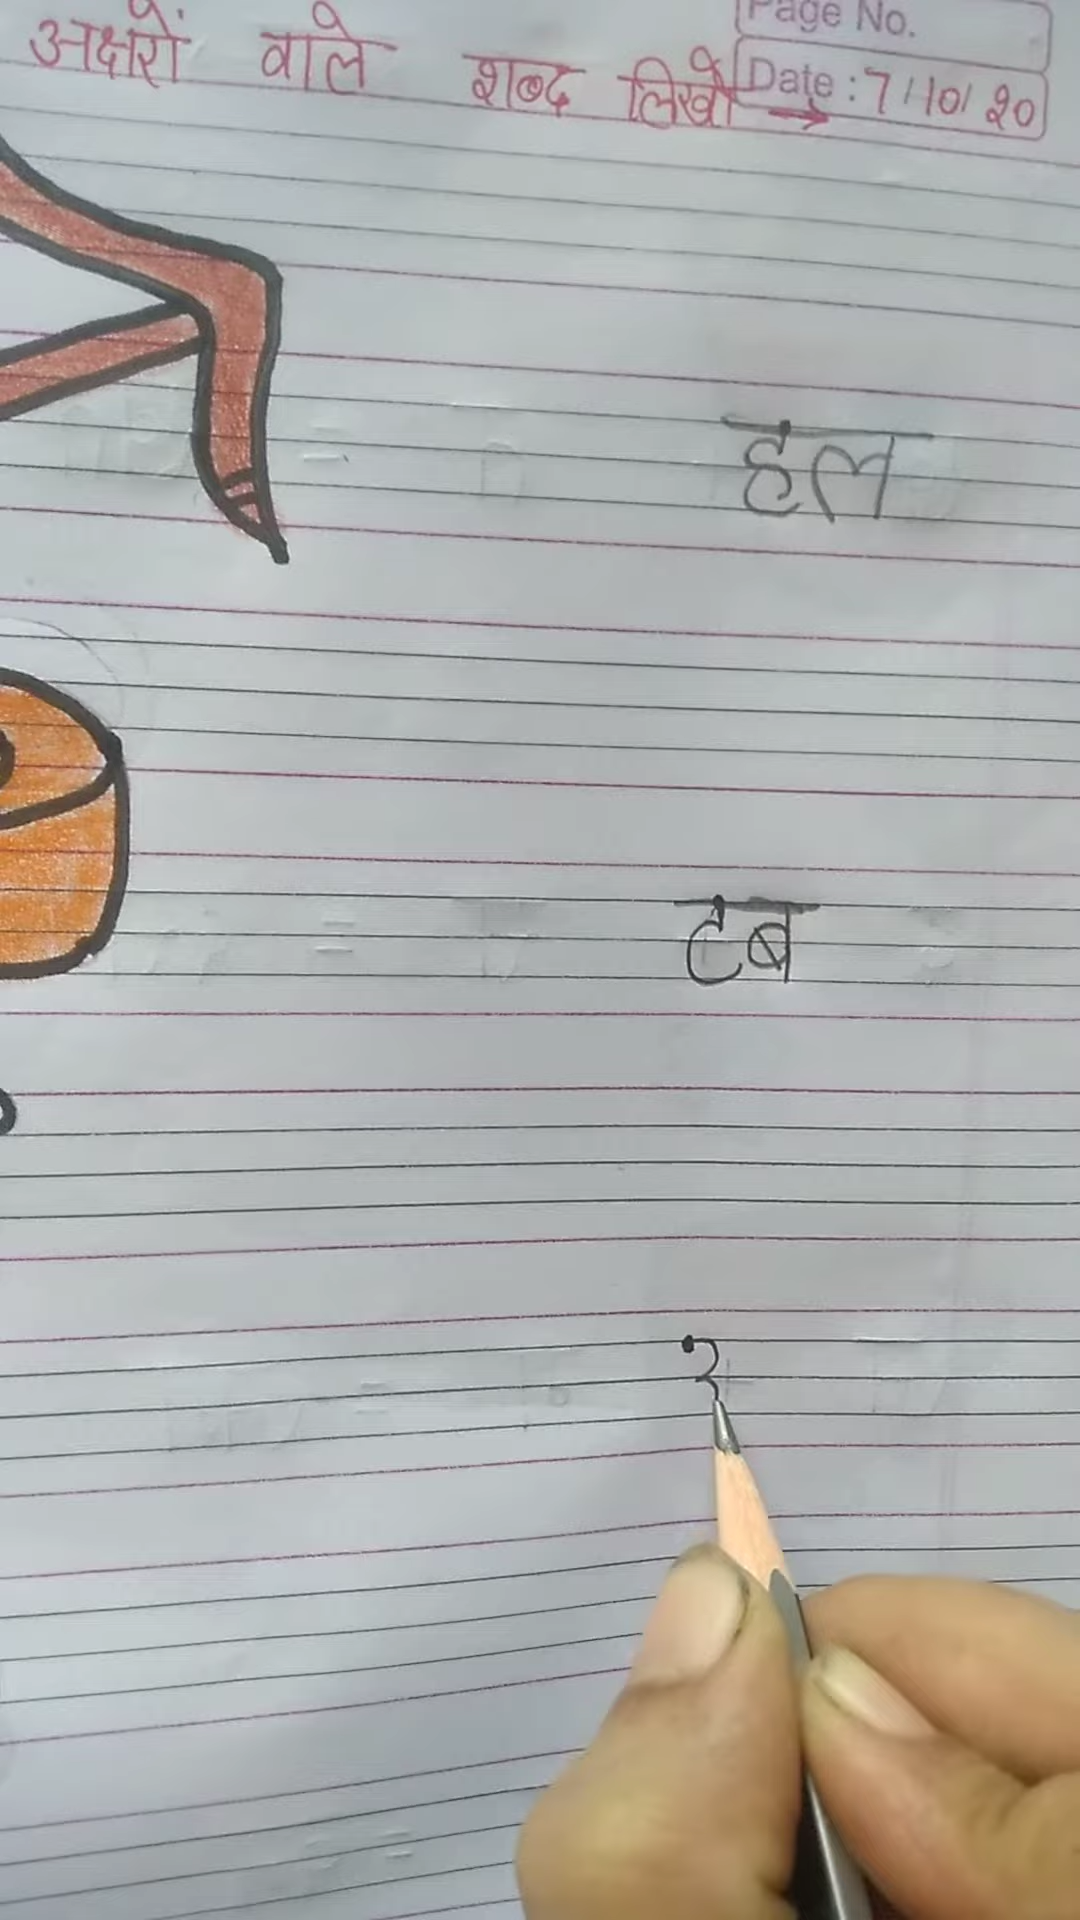 Page No.
अक्षरों वाले शब्द लिखो → Date : 7/10/20
हल
टब